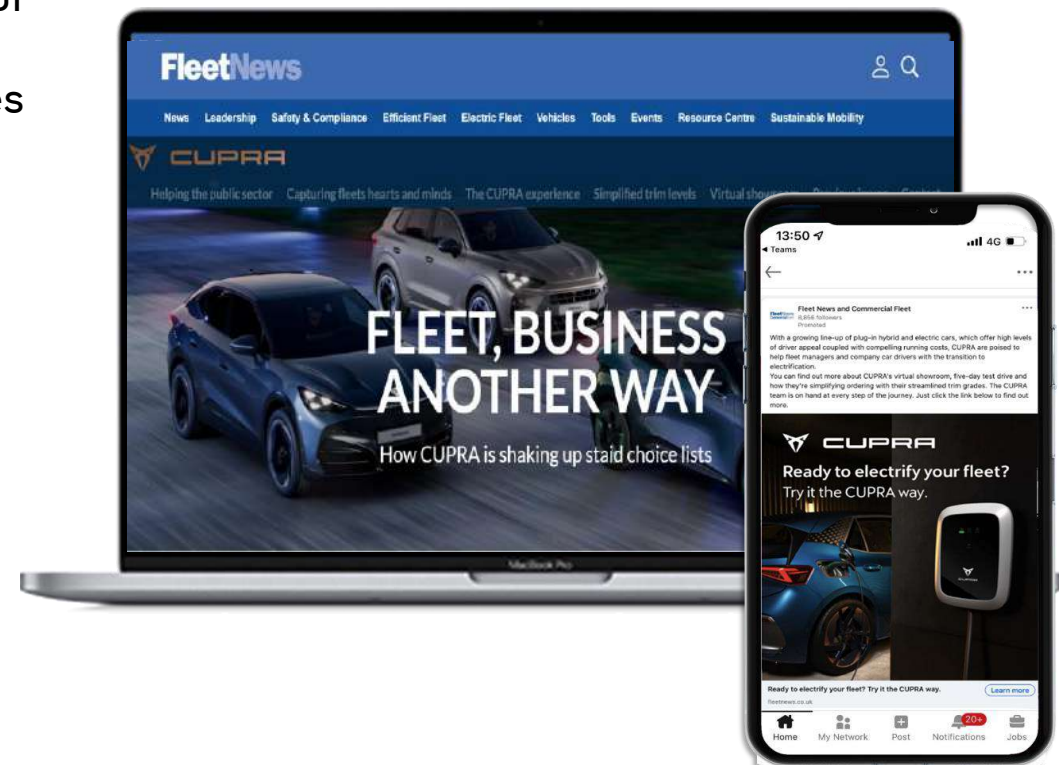 FleetNews
News Leadership Safety & Compliance Efficient Fleet Electric Fleet Vehicles Tools Events Resource Centre Sustainable Mobility
CUPRA
Helping the public sector Capturing fleets hearts and minds The CUPRA experience Simplified trim levels Virtual
FLEET, BUSINESS
ANOTHER WAY
How CUPRA is shaking up staid choice lists
MacBook Pro
13:50
4G
Teams
Fleet News and Commercial Fleet
followers
Promoted
With a growing line-up of plug-in hybrid and electric cars, which offer high levels
of driver appeal coupled with compelling running costs, CUPRA are poised to
help fleet managers and company car drivers with the transition to
electrification.
You can find out more about CUPRA's virtual showroom, five-day test drive and
how they're simplifying ordering with their streamlined trim grades. The CUPRA
team is on hand at every step of the journey. Just click the link below to find out
more.
CUPRA
Ready to electrify your fleet?
Try it the CUPRA way.
CUPRA
Ready to electrify your fleet? Try it the CUPRA way.
Learn more
fleetnews.co.uk
20+
Home My Network Post Notifications Jobs